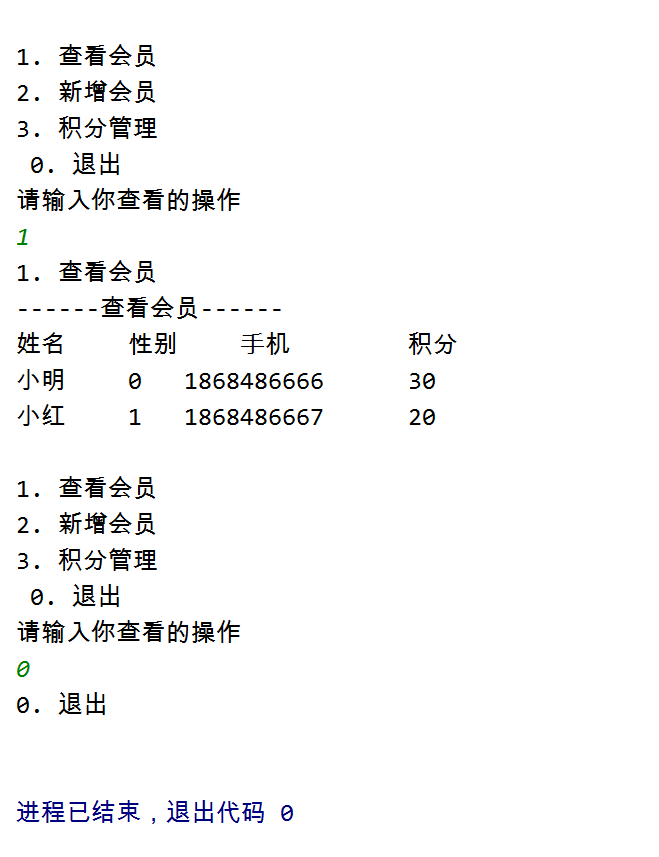 1. 查看会员
2. 新增会员
3. 积分管理
0. 退出
请输入你查看的操作
1
1. 查看会员
------查看会员------
姓名 性别 手机 积分
小明 0 1868486666 30
小红 1 1868486667 20
1. 查看会员
2. 新增会员
3. 积分管理
0. 退出
请输入你查看的操作
0
0. 退出
进程已结束，退出代码 0